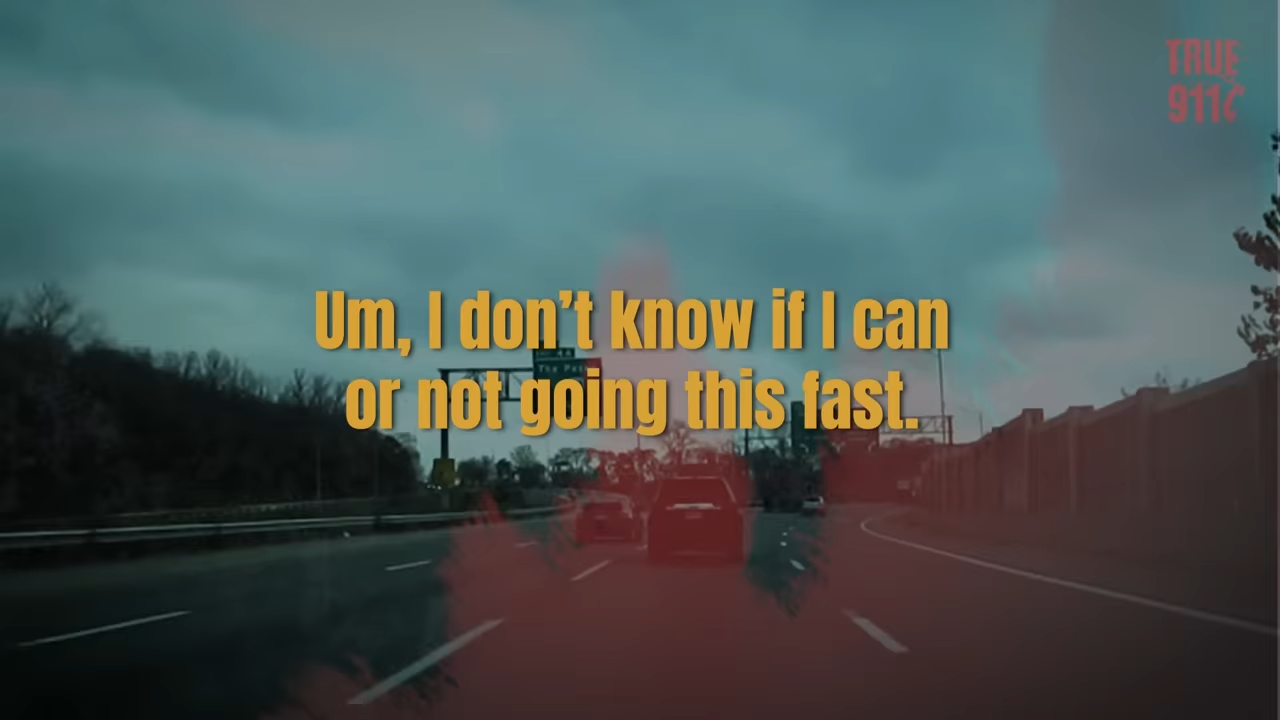 TRUE
911
Um, I don’t know if I can
or not going this fast.